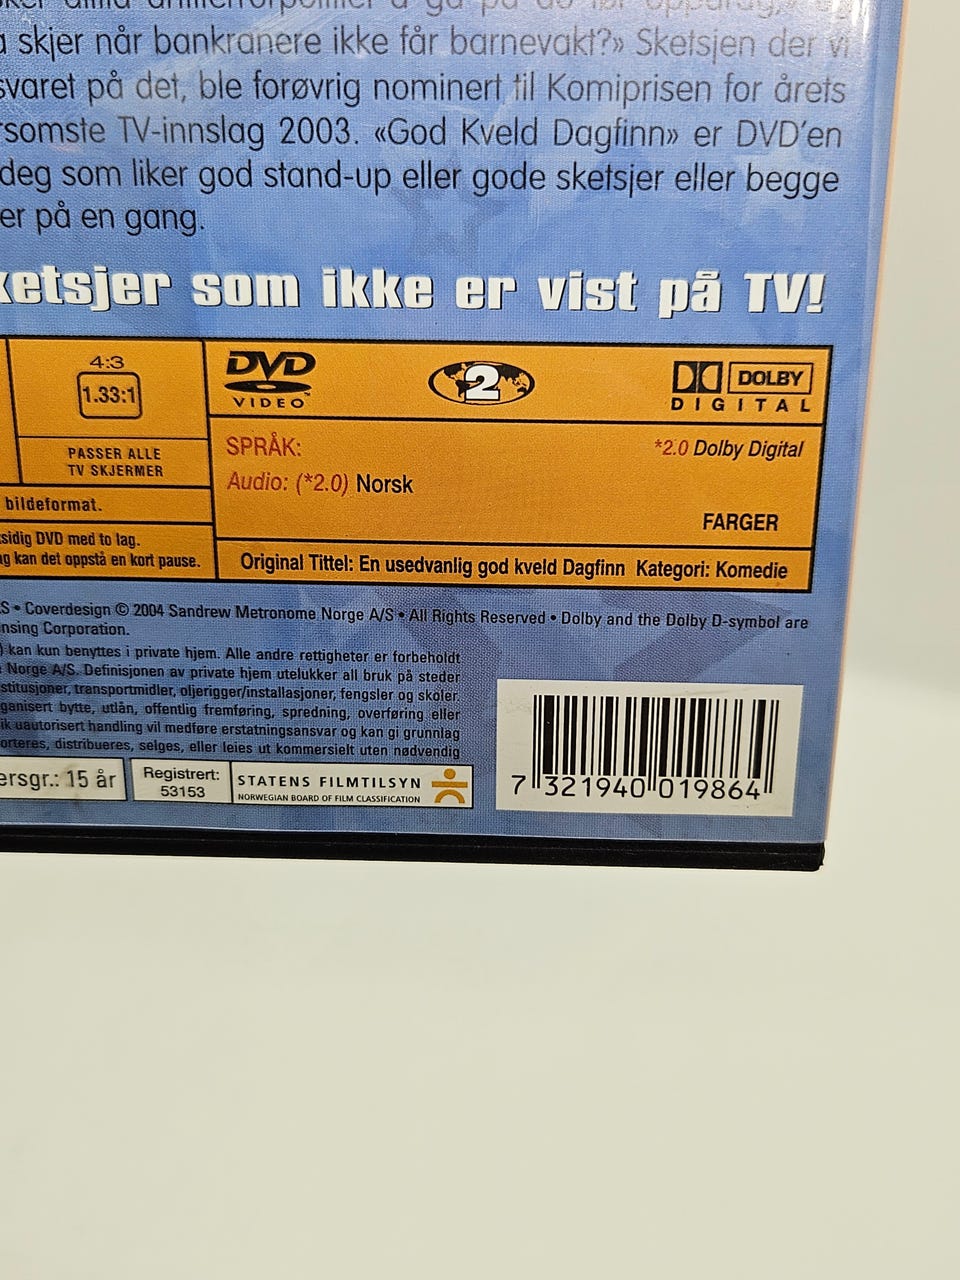 skjer når bankranere ikke får barnevakt?» Sketsjen der vi
svaret på det, ble forøvrig nominert til Komiprisen for årets
rsomste TV-innslag 2003. «God Kveld Dagfinn» er DVD'en
deg som liker god stand-up eller gode sketsjer eller begge
er på en gang.
ketsjer som ikke er vist på TV!
4:3
1.33:1
PASSER ALLE
TV SKJERMER
bildeformat.
sidig DVD med to lag.
g kan det oppstå en kort pause.
DVD
VIDEO
2
DOLBY
DIGITAL
SPRÅK:
*2.0 Dolby Digital
Audio: (*2.0) Norsk
FARGER
Original Tittel: En usedvanlig god kveld Dagfinn Kategori: Komedie
S • Coverdesign © 2004 Sandrew Metronome Norge A/S • All Rights Reserved • Dolby and the Dolby D-symbol are
nsing Corporation.
) kan kun benyttes i private hjem. Alle andre rettigheter er forbeholdt
Norge A/S. Definisjonen av private hjem utelukker all bruk på steder
stitusjoner, transportmidler, oljerigger/installasjoner, fengsler og skoler.
ganisert bytte, utlån, offentlig fremføring, spredning, overføring eller
ik uautorisert handling vil medføre erstatningsansvar og kan gi grunnlag
orteres, distribueres, selges, eller leies ut kommersielt uten nødvendig
ersgr.: 15 år
Registrert:
53153
STATENS FILMTILSYN
NORWEGIAN BOARD OF FILM CLASSIFICATION
7 321940 019864